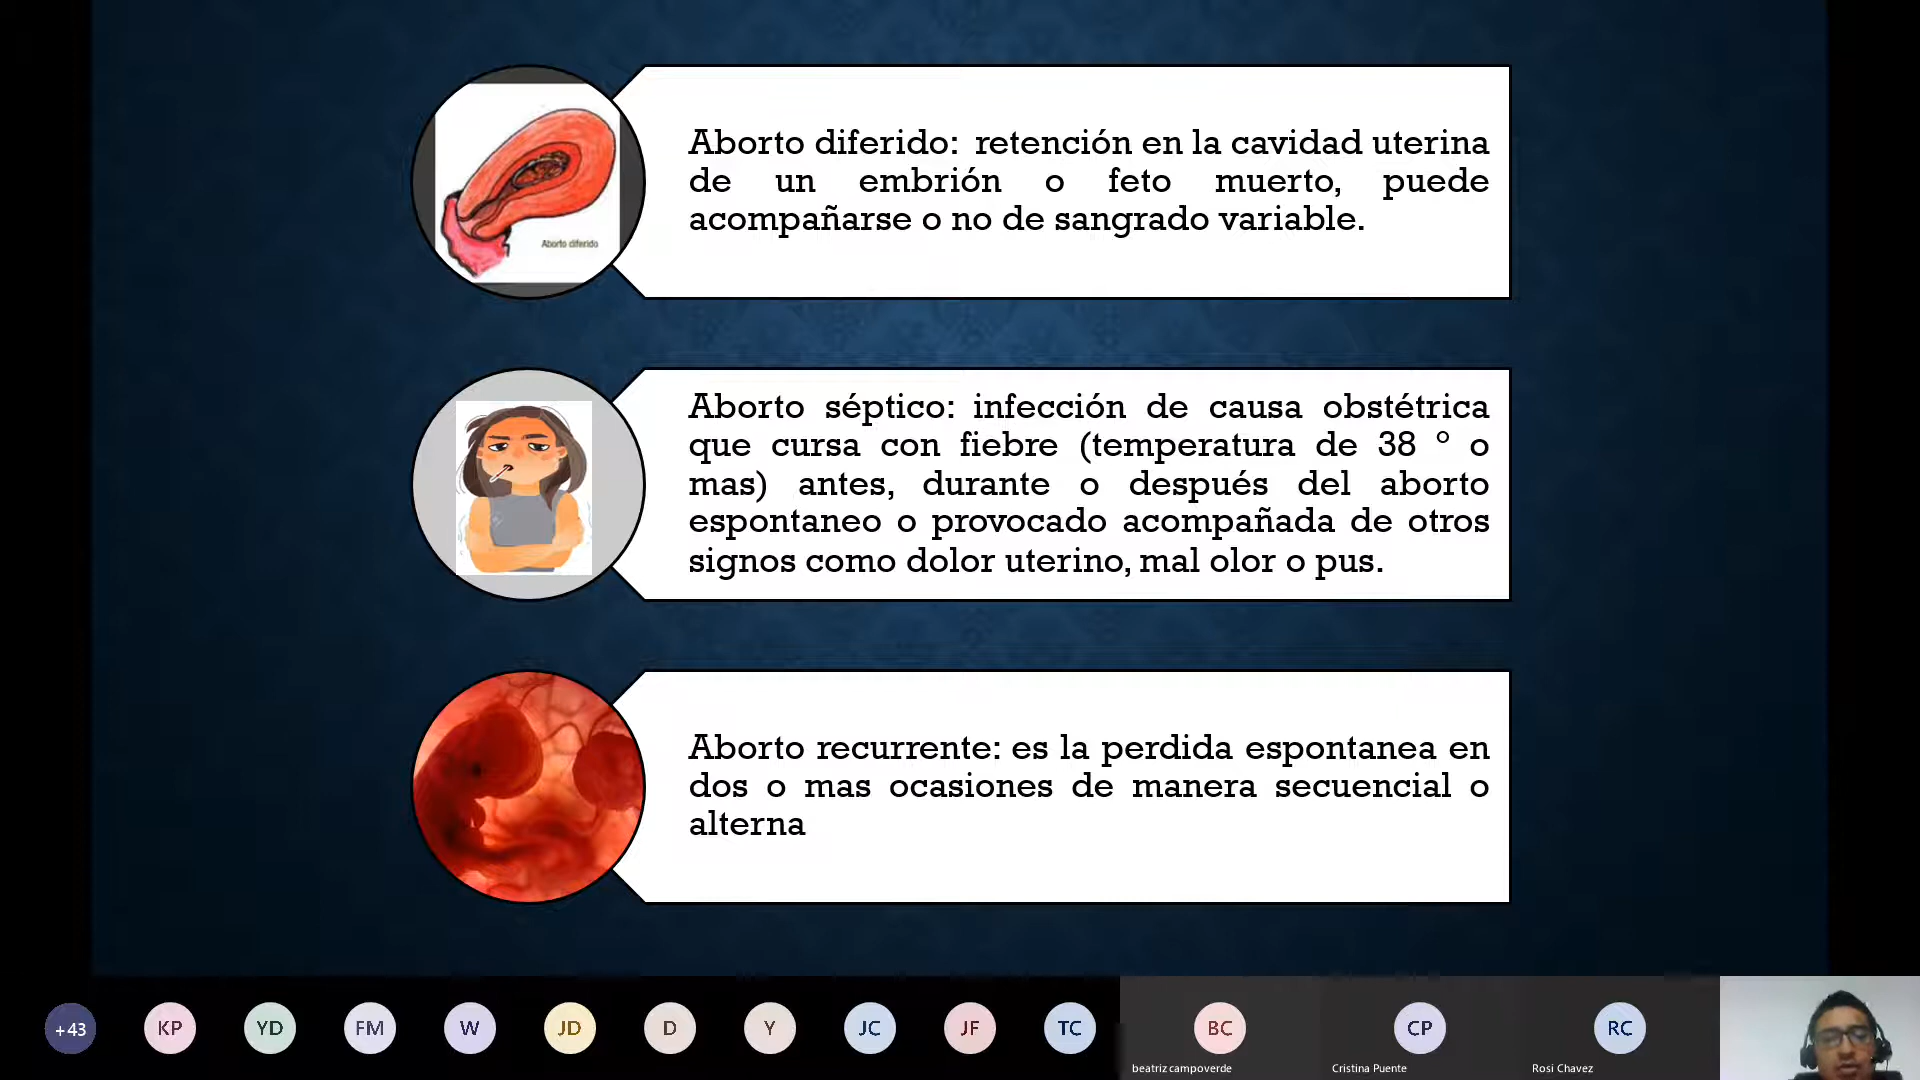 Aborto diferido: retención en la cavidad uterina
de un embrión o feto muerto, puede
acompañarse o no de sangrado variable.
Aborto diferido
Aborto séptico: infección de causa obstétrica
que cursa con fiebre (temperatura de 38 ° o
mas) antes, durante o después del aborto
espontaneo o provocado acompañada de otros
signos como dolor uterino, mal olor o pus.
Aborto recurrente: es la perdida espontanea en
dos o mas ocasiones de manera secuencial o
alterna
+43
KP
YD
FM
W
JD
D
Y
JC
JF
TC
BC
CP
RC
beatriz campoverde
Cristina Puente
Rosi Chavez